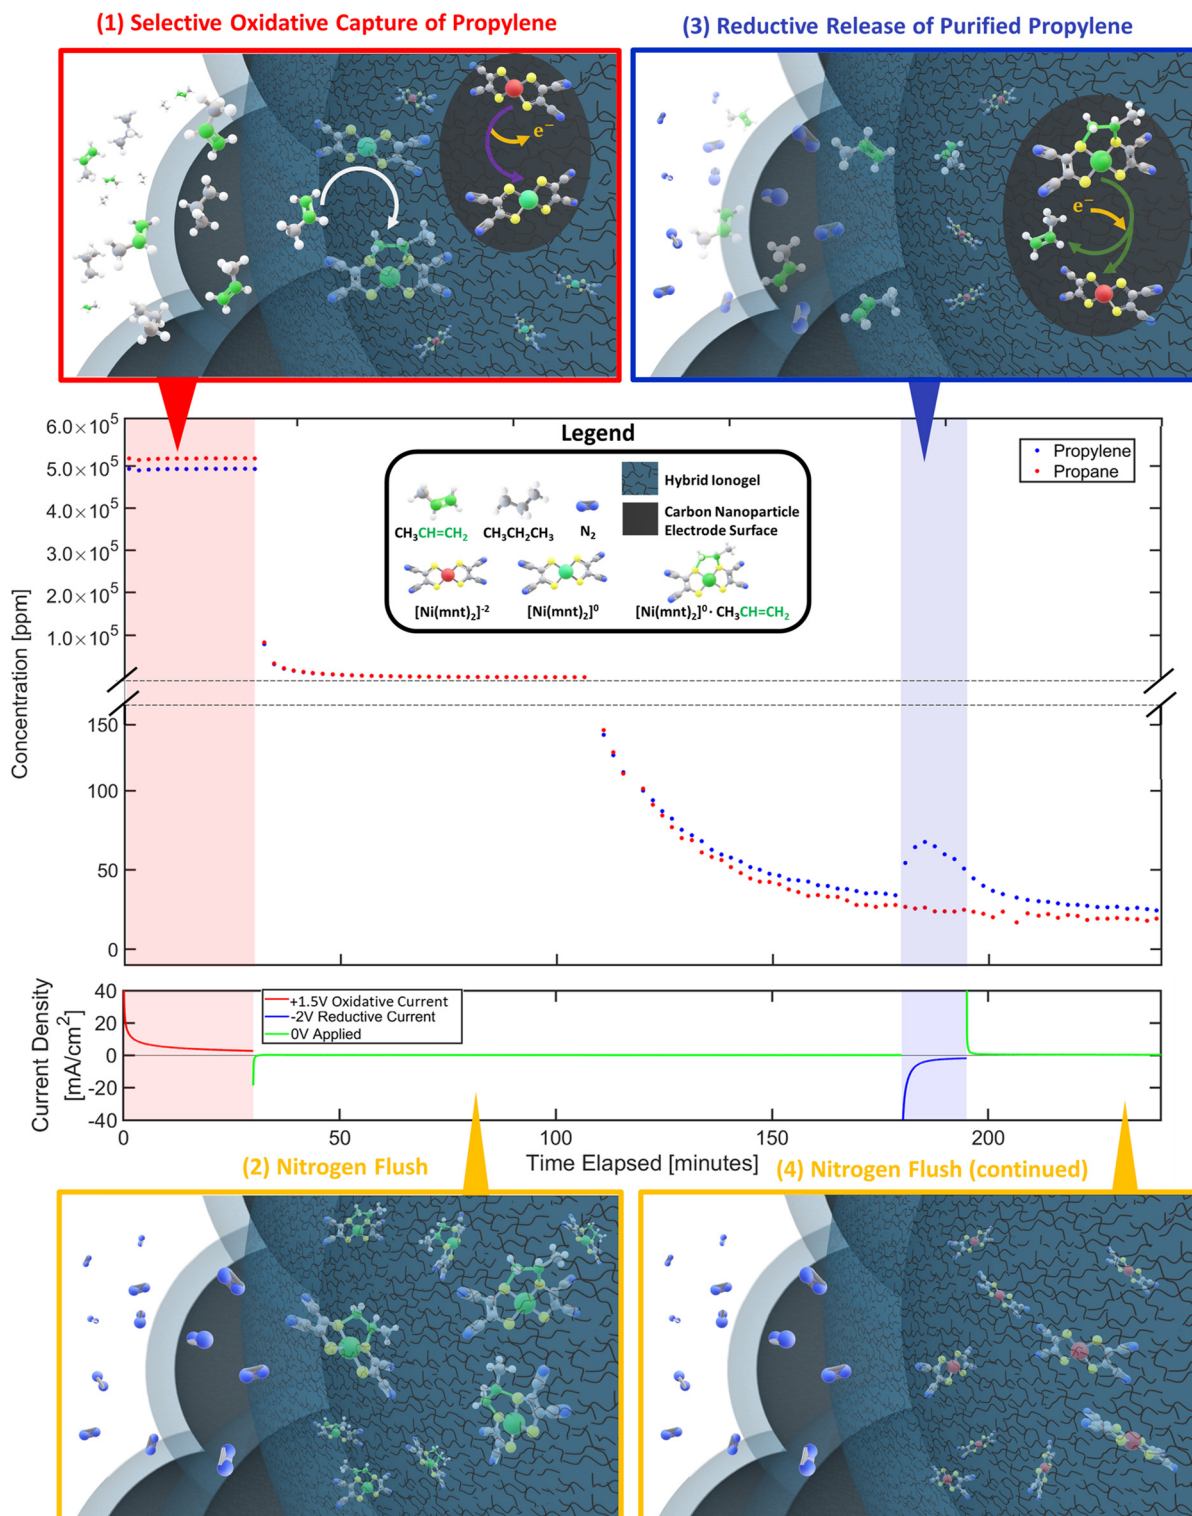 (1) Selective Oxidative Capture of Propylene
(3) Reductive Release of Purified Propylene
e⁻
e⁻
6.0×10⁵
5.0×10⁵
4.0×10⁵
3.0×10⁵
2.0×10⁵
1.0×10⁵
150
100
50
0
Concentration [ppm]
Legend
CH₃CH=CH₂
CH₃CH₂CH₃
N₂
Hybrid Ionogel
Carbon Nanoparticle
Electrode Surface
[Ni(mnt)₂]⁻²
[Ni(mnt)₂]⁰
[Ni(mnt)₂]⁰· CH₃CH=CH₂
Propylene
Propane
Current Density
[mA/cm²]
40
20
0
-20
-40
+1.5V Oxidative Current
-2V Reductive Current
0V Applied
0
50
100
150
200
Time Elapsed [minutes]
(2) Nitrogen Flush
(4) Nitrogen Flush (continued)